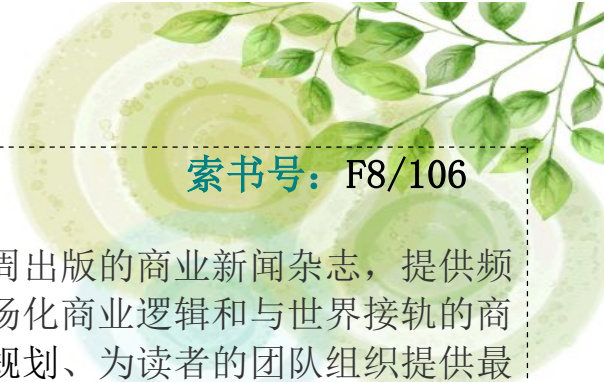 索书号：F8/106
周出版的商业新闻杂志，提供频
场化商业逻辑和与世界接轨的商
规划、为读者的团队组织提供最